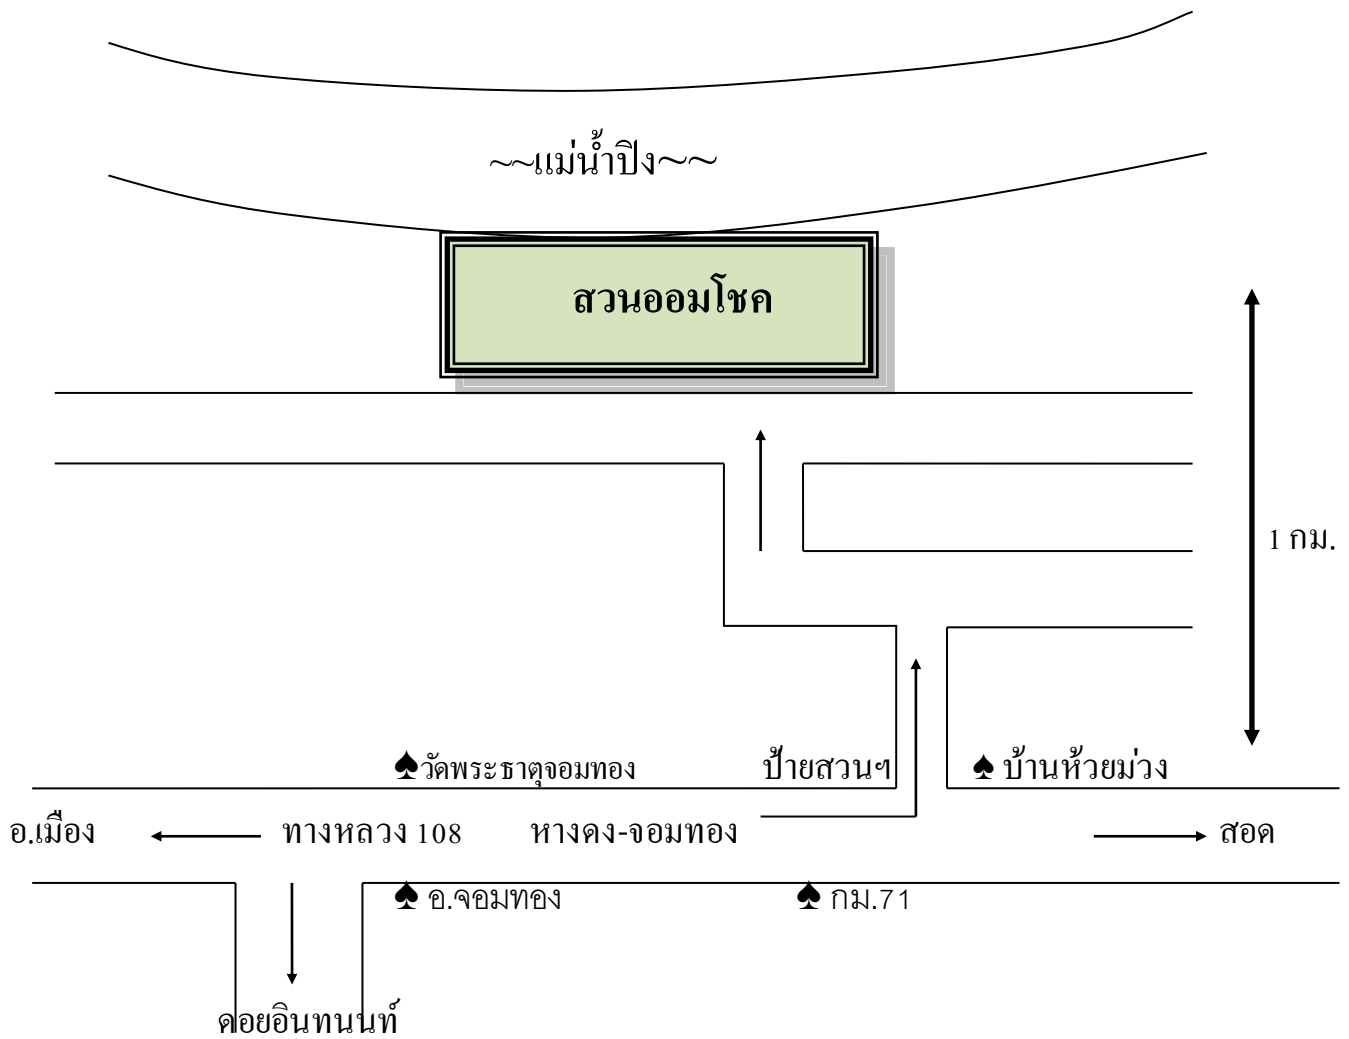 ~~แม่น้ำปิง~~
สวนออมโชค
1 กม.
♠วัดพระธาตุจอมทอง
ป้ายสวนฯ
♠ บ้านห้วยม่วง
อ.เมือง
ทางหลวง 108
หางดง-จอมทอง
สอด
♠ อ.จอมทอง
♠ กม.71
ดอยอินทนนท์